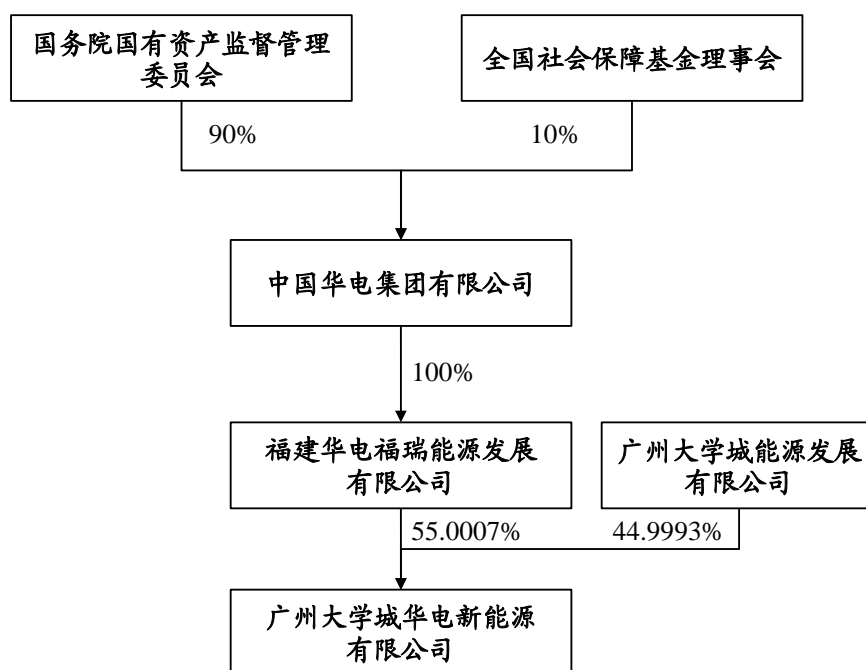 国务院国有资产监督管理
委员会
全国社会保障基金理事会
90%
10%
中国华电集团有限公司
100%
福建华电福瑞能源发展
有限公司
广州大学城能源发展
有限公司
55.0007%
44.9993%
广州大学城华电新能源
有限公司